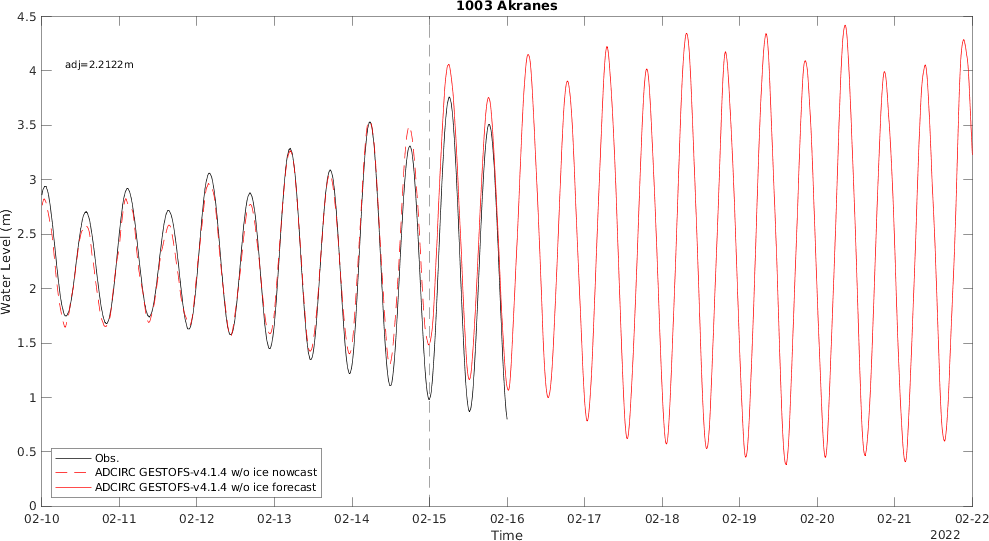 1003 Akranes
adj=2.2122m
Water Level (m)
4.5
4
3.5
3
2.5
2
1.5
1
0.5
0
Obs.
ADCIRC GESTOFS-v4.1.4 w/o ice nowcast
ADCIRC GESTOFS-v4.1.4 w/o ice forecast
02-10 02-11 02-12 02-13 02-14 02-15 02-16 02-17 02-18 02-19 02-20 02-21 02-22
Time
2022